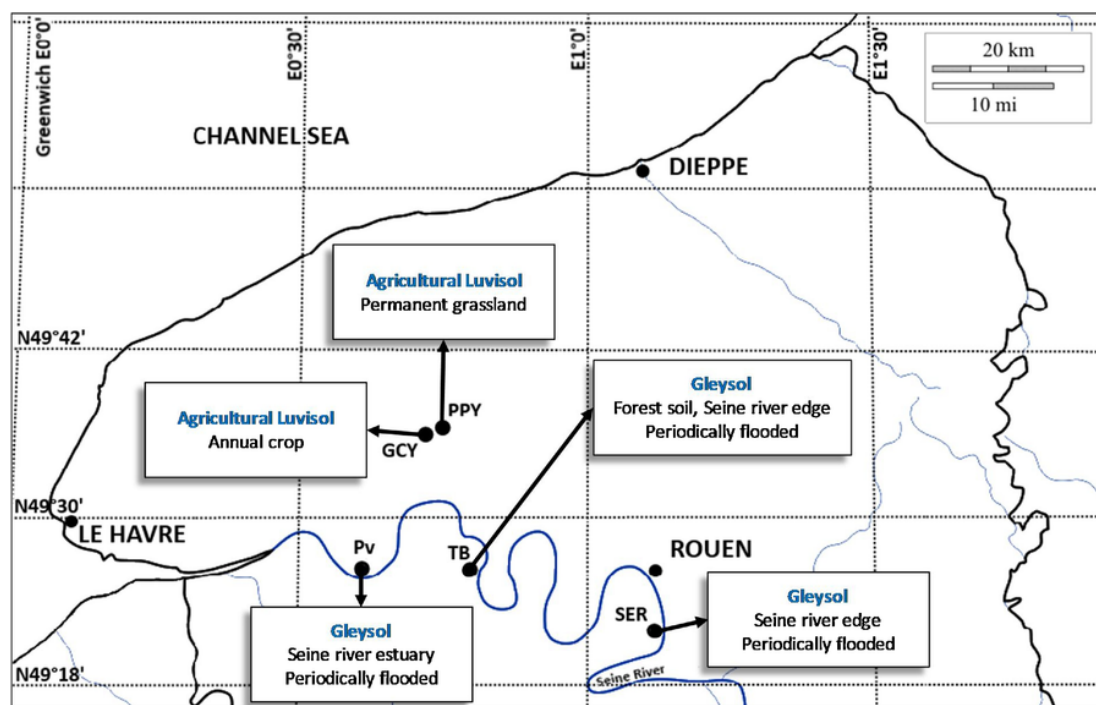 Greenwich E0°0'
E0°30'
E1°0'
E1°30'
20 km
10 mi
CHANNEL SEA
DIEPPE
Agricultural Luvisol
Permanent grassland
N49°42'
Gleysol
Forest soil, Seine river edge
Periodically flooded
Agricultural Luvisol
Annual crop
PPY
GCY
N49°30'
LE HAVRE
Pv
TB
ROUEN
Gleysol
Seine river edge
Periodically flooded
SER
Gleysol
Seine river estuary
Periodically flooded
Seine River
N49°18'